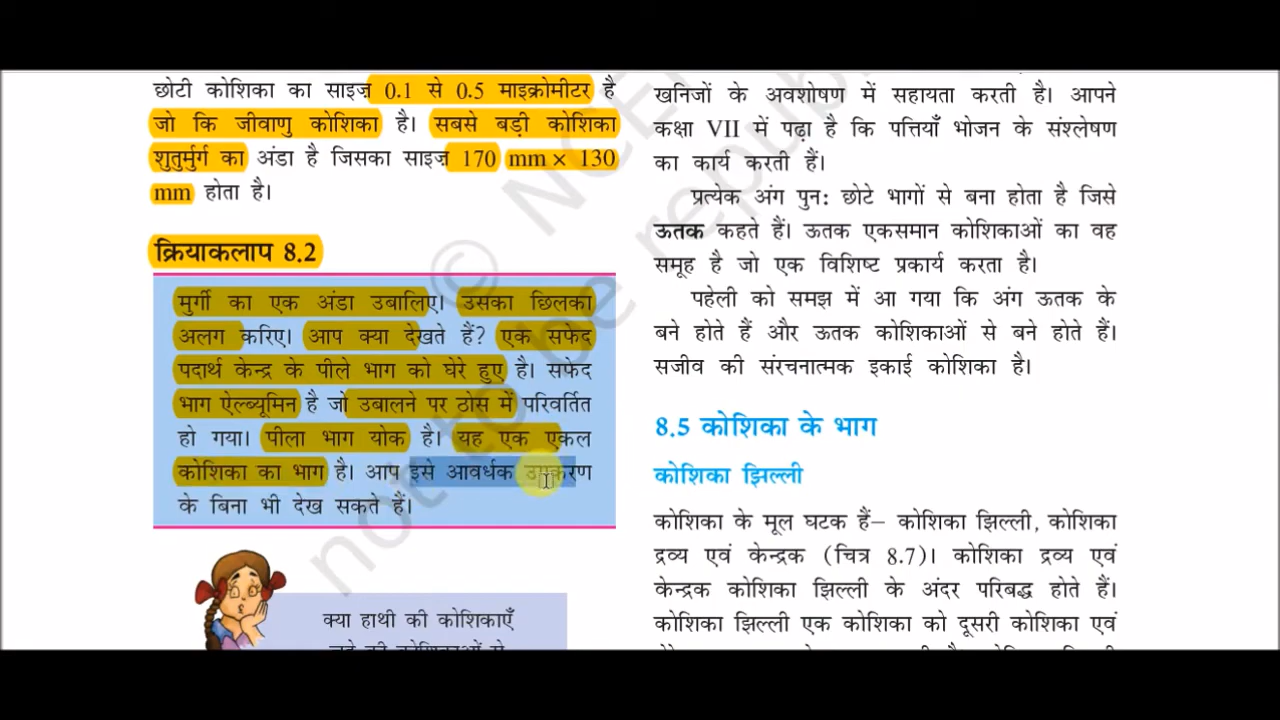 छोटी कोशिका का साइज़ 0.1 से 0.5 माइक्रोमीटर है
जो कि जीवाणु कोशिका है। सबसे बड़ी कोशिका
शुतुर्मुर्ग का अंडा है जिसका साइज़ 170 mm × 130
mm होता है।
क्रियाकलाप 8.2
मुर्गी का एक अंडा उबालिए। उसका छिलका
अलग करिए। आप क्या देखते हैं? एक सफेद
पदार्थ केन्द्र के पीले भाग को घेरे हुए है। सफेद
भाग ऐल्ब्यूमिन है जो उबालने पर ठोस में परिवर्तित
हो गया। पीला भाग योक है। यह एक एकल
कोशिका का भाग है। आप इसे आवर्धक उपकरण
के बिना भी देख सकते हैं।
क्या हाथी की कोशिकाएँ
खनिजों के अवशोषण में सहायता करती है। आपने
कक्षा VII में पढ़ा है कि पत्तियाँ भोजन के संश्लेषण
का कार्य करती हैं।
प्रत्येक अंग पुन: छोटे भागों से बना होता है जिसे
ऊतक कहते हैं। ऊतक एकसमान कोशिकाओं का वह
समूह है जो एक विशिष्ट प्रकार्य करता है।
पहेली को समझ में आ गया कि अंग ऊतक के
बने होते हैं और ऊतक कोशिकाओं से बने होते हैं।
सजीव की संरचनात्मक इकाई कोशिका है।
8.5 कोशिका के भाग
कोशिका झिल्ली
कोशिका के मूल घटक हैं– कोशिका झिल्ली, कोशिका
द्रव्य एवं केन्द्रक (चित्र 8.7)। कोशिका द्रव्य एवं
केन्द्रक कोशिका झिल्ली के अंदर परिबद्ध होते हैं।
कोशिका झिल्ली एक कोशिका को दूसरी कोशिका एवं
© NCE
not to be republi